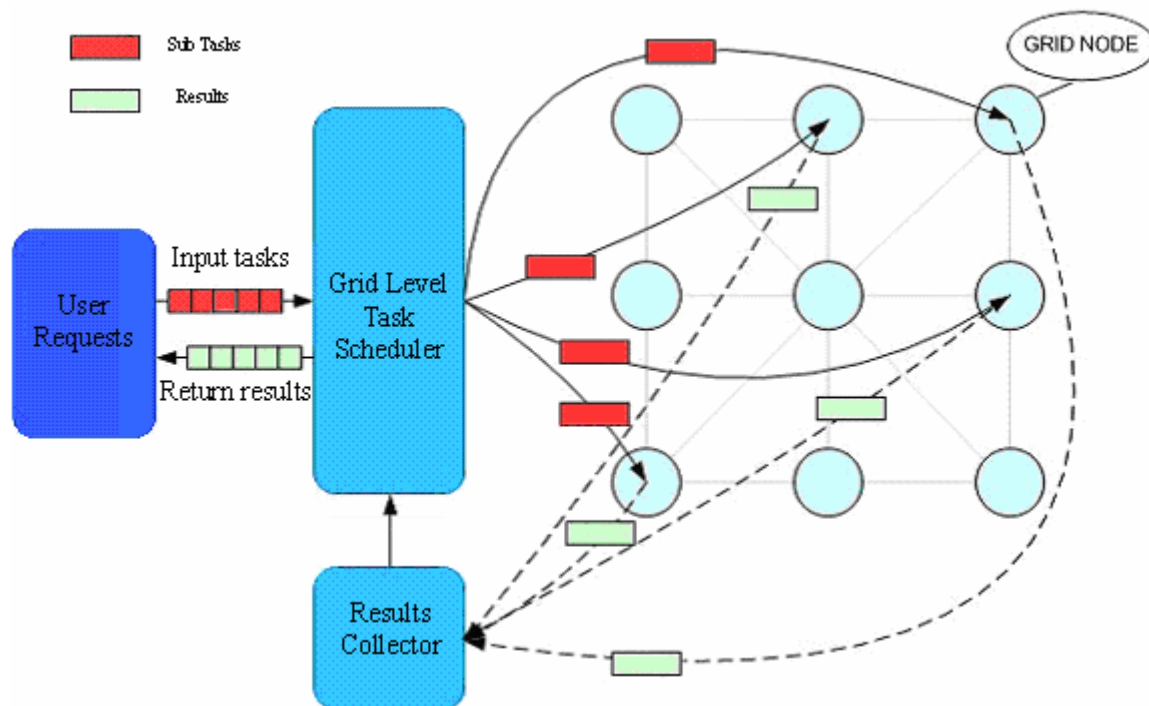 Sub Tasks
GRID NODE
Results
Input tasks
User
Requests
Grid Level
Task
Scheduler
Return results
Results
Collector